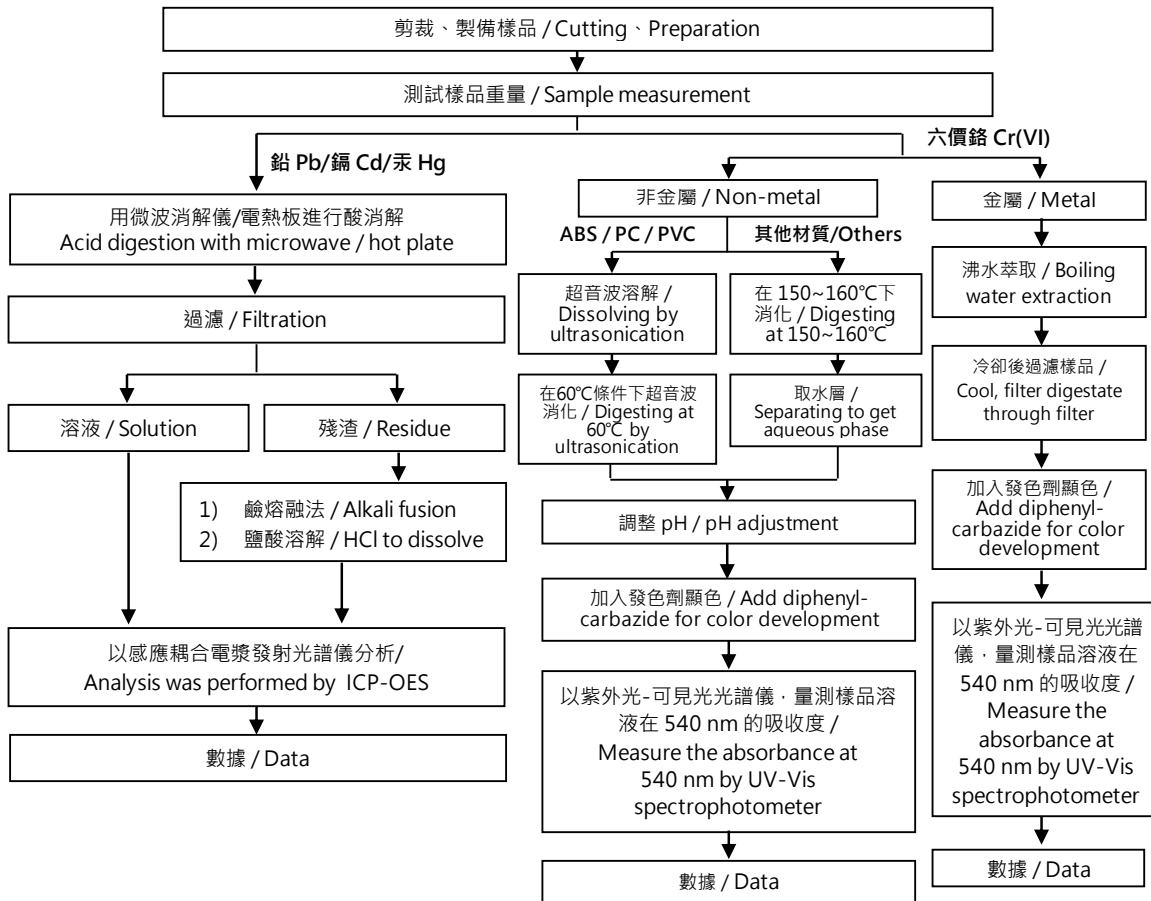 剪裁、製備樣品 / Cutting、Preparation
測試樣品重量 / Sample measurement
鉛 Pb/鎘 Cd/汞 Hg
六價鉻 Cr(VI)
用微波消解儀/電熱板進行酸消解
Acid digestion with microwave / hot plate
過濾 / Filtration
溶液 / Solution
殘渣 / Residue
1) 鹼熔融法 / Alkali fusion
2) 鹽酸溶解 / HCl to dissolve
以感應耦合電漿發射光譜儀分析/
Analysis was performed by ICP-OES
數據 / Data
非金屬 / Non-metal
ABS / PC / PVC
其他材質/Others
超音波溶解 /
Dissolving by
ultrasonication
在60℃條件下超音波
消化 / Digesting at
60℃ by
ultrasonication
在 150~160℃下
消化 / Digesting
at 150~160℃
取水層 /
Separating to get
aqueous phase
調整 pH / pH adjustment
加入發色劑顯色 / Add diphenyl-
carbazide for color development
以紫外光-可見光光譜儀，量測樣品溶
液在 540 nm 的吸收度 /
Measure the absorbance at
540 nm by UV-Vis
spectrophotometer
數據 / Data
金屬 / Metal
沸水萃取 / Boiling
water extraction
冷卻後過濾樣品 /
Cool, filter digestate
through filter
加入發色劑顯色 /
Add diphenyl-
carbazide for color
development
以紫外光-可見光光譜
儀，量測樣品溶液在
540 nm 的吸收度 /
Measure the
absorbance at
540 nm by UV-Vis
spectrophotometer
數據 / Data